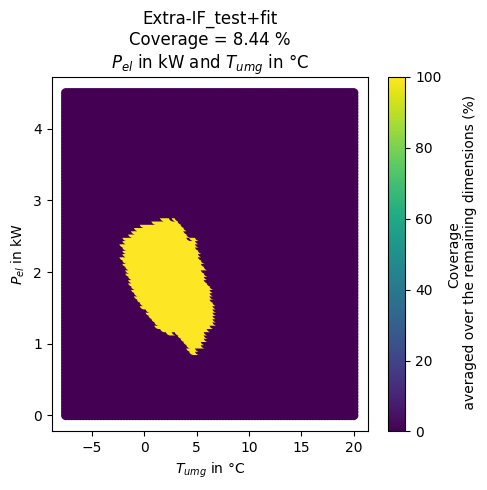 Extra-IF_test+fit
Coverage = 8.44 %
P_el in kW and T_umg in °C
P_el in kW
4
3
2
1
0
−5
0
5
10
15
20
T_umg in °C
100
80
60
40
20
0
Coverage
averaged over the remaining dimensions (%)